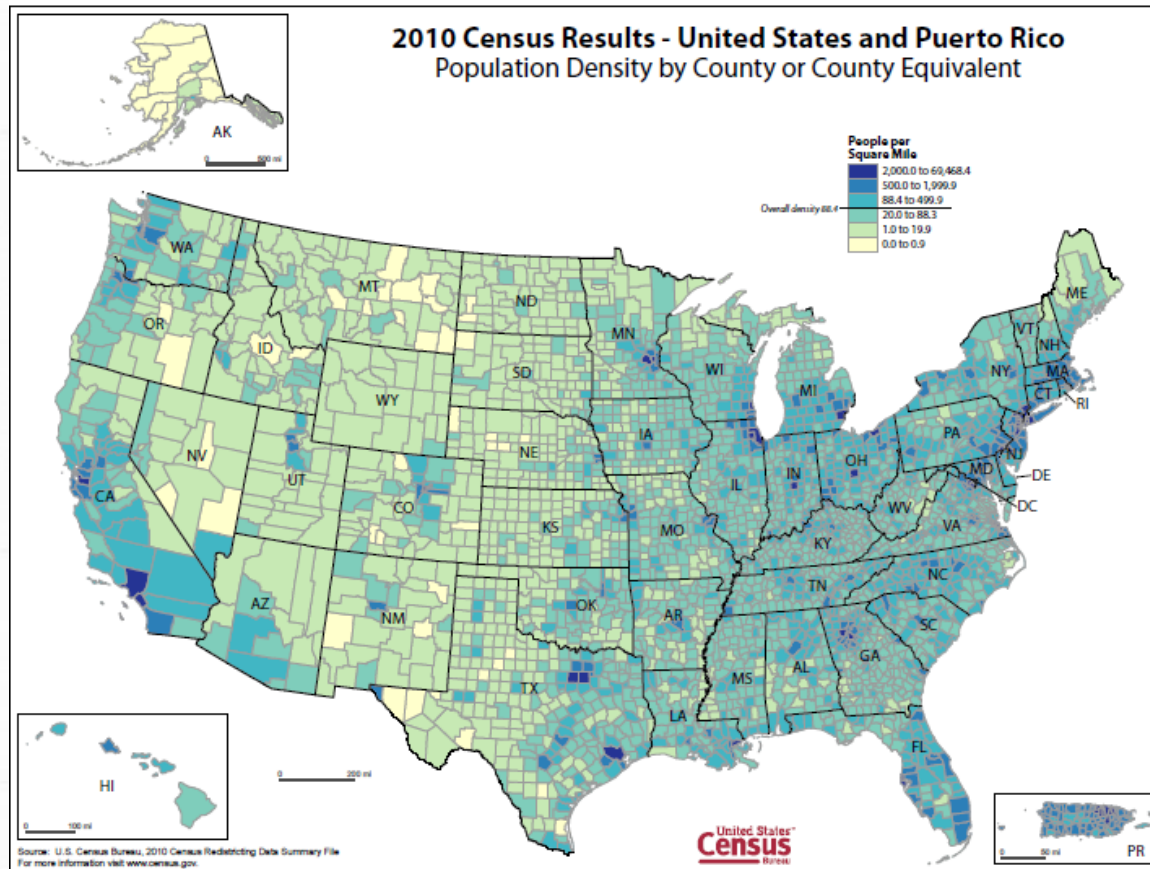 2010 Census Results - United States and Puerto Rico
Population Density by County or County Equivalent
AK
0 500 mi
People per
Square Mile
2,000.0 to 69,468.4
500.0 to 1,999.9
88.4 to 499.9
Overall density 88.4
20.0 to 88.3
1.0 to 19.9
0.0 to 0.9
WA
MT
ND
MN
ME
OR
ID
SD
WI
MI
NY
VT
NH
MA
CT
RI
WY
IA
PA
NJ
NV
UT
NE
IL
IN
OH
MD
DE
DC
CA
CO
KS
MO
WV
VA
KY
AZ
NM
OK
AR
TN
NC
SC
TX
LA
MS
AL
GA
FL
HI
0 100 mi
0 200 mi
United States®
Census
Bureau
0 50 mi
PR
Source: U.S. Census Bureau, 2010 Census Redistricting Data Summary File
For more information visit www.census.gov.